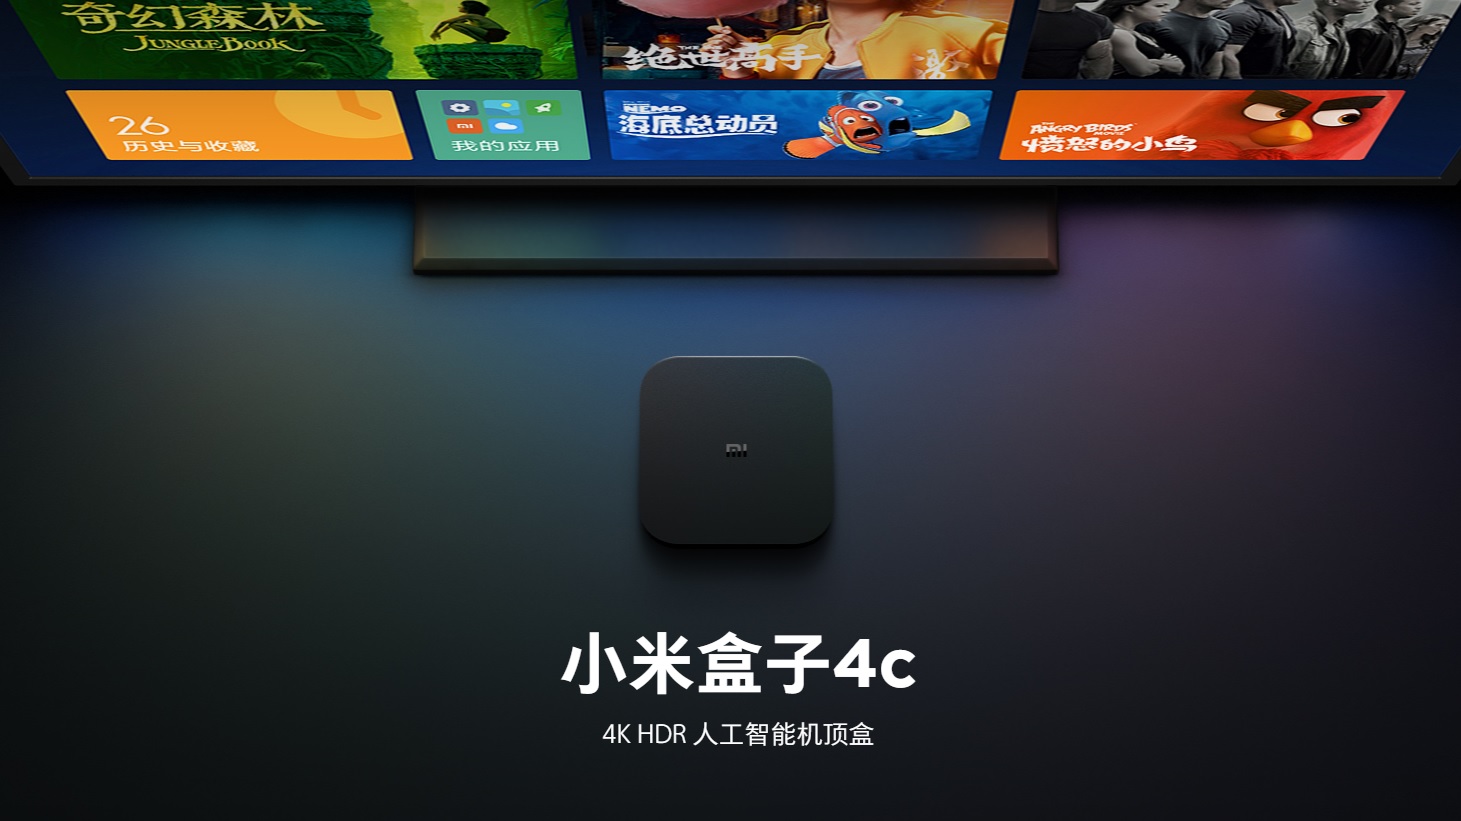 奇幻森林
JUNGLE BOOK
绝世高手
26
历史与收藏
我的应用
NEMO
海底总动员
THE
ANGRY BIRDS
MOVIE
愤怒的小鸟
MI
小米盒子4c
4K HDR 人工智能机顶盒